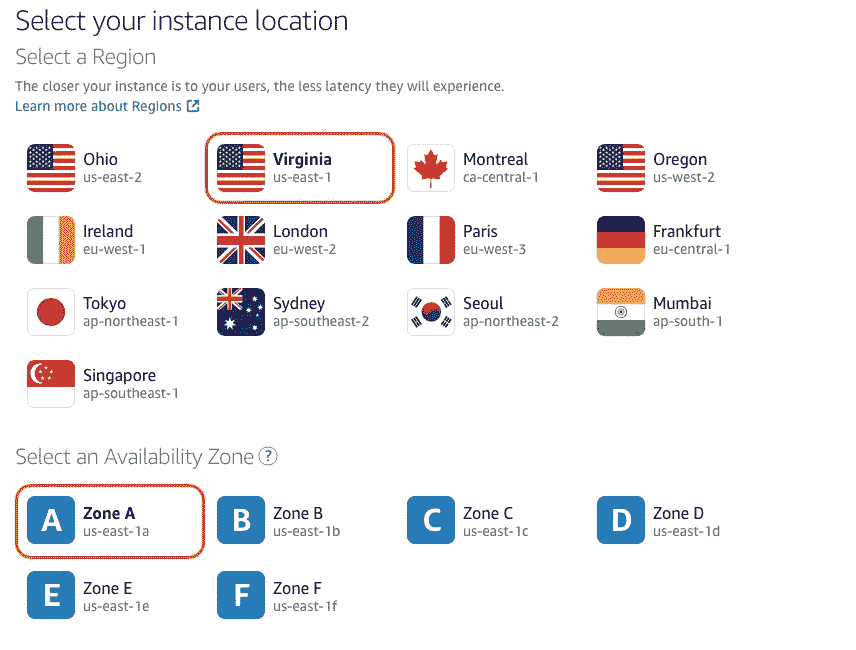 Select your instance location
Select a Region
The closer your instance is to your users, the less latency they will experience.
Learn more about Regions
Ohio
us-east-2
Virginia
us-east-1
Montreal
ca-central-1
Oregon
us-west-2
Ireland
eu-west-1
London
eu-west-2
Paris
eu-west-3
Frankfurt
eu-central-1
Tokyo
ap-northeast-1
Sydney
ap-southeast-2
Seoul
ap-northeast-2
Mumbai
ap-south-1
Singapore
ap-southeast-1
Select an Availability Zone ?
A
Zone A
us-east-1a
B
Zone B
us-east-1b
C
Zone C
us-east-1c
D
Zone D
us-east-1d
E
Zone E
us-east-1e
F
Zone F
us-east-1f